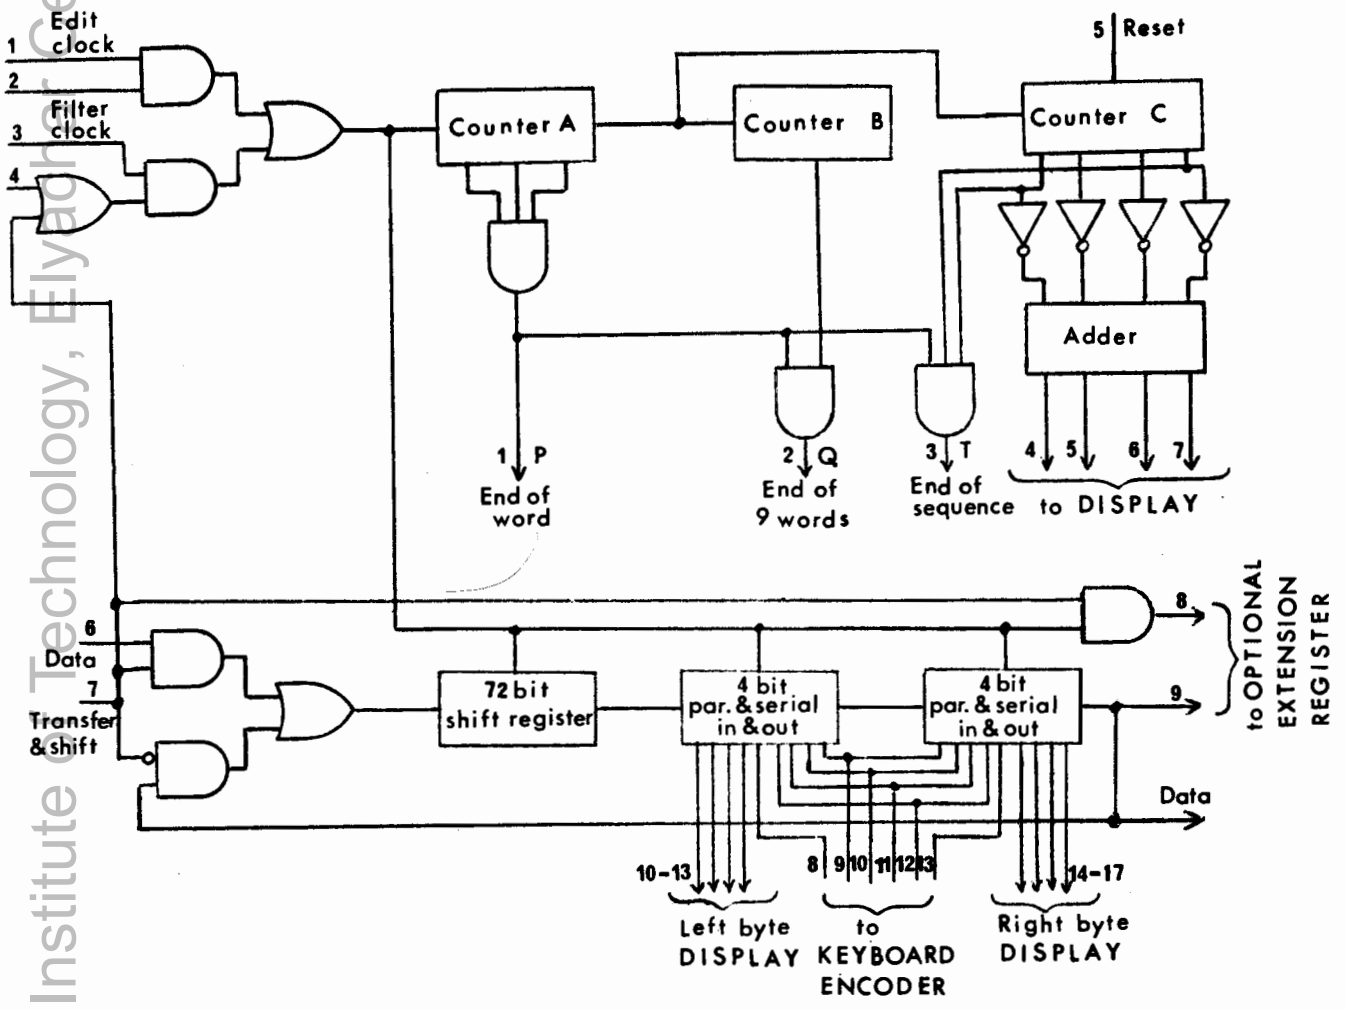 Edit
1 clock
2
Filter
3 clock
4
5 Reset
Counter A
Counter B
Counter C
Adder
1 P
End of
word
2 Q
End of
9 words
3 T
End of
sequence
4 5 6 7
to DISPLAY
6
Data
7
Transfer
& shift
72 bit
shift register
4 bit
par. & serial
in & out
4 bit
par. & serial
in & out
8
9
to OPTIONAL
EXTENSION
REGISTER
Data
10-13
8 9 10 11 12 13
14-17
Left byte
DISPLAY
to
KEYBOARD
ENCODER
Right byte
DISPLAY
Institute of Technology, Elyachar Ce